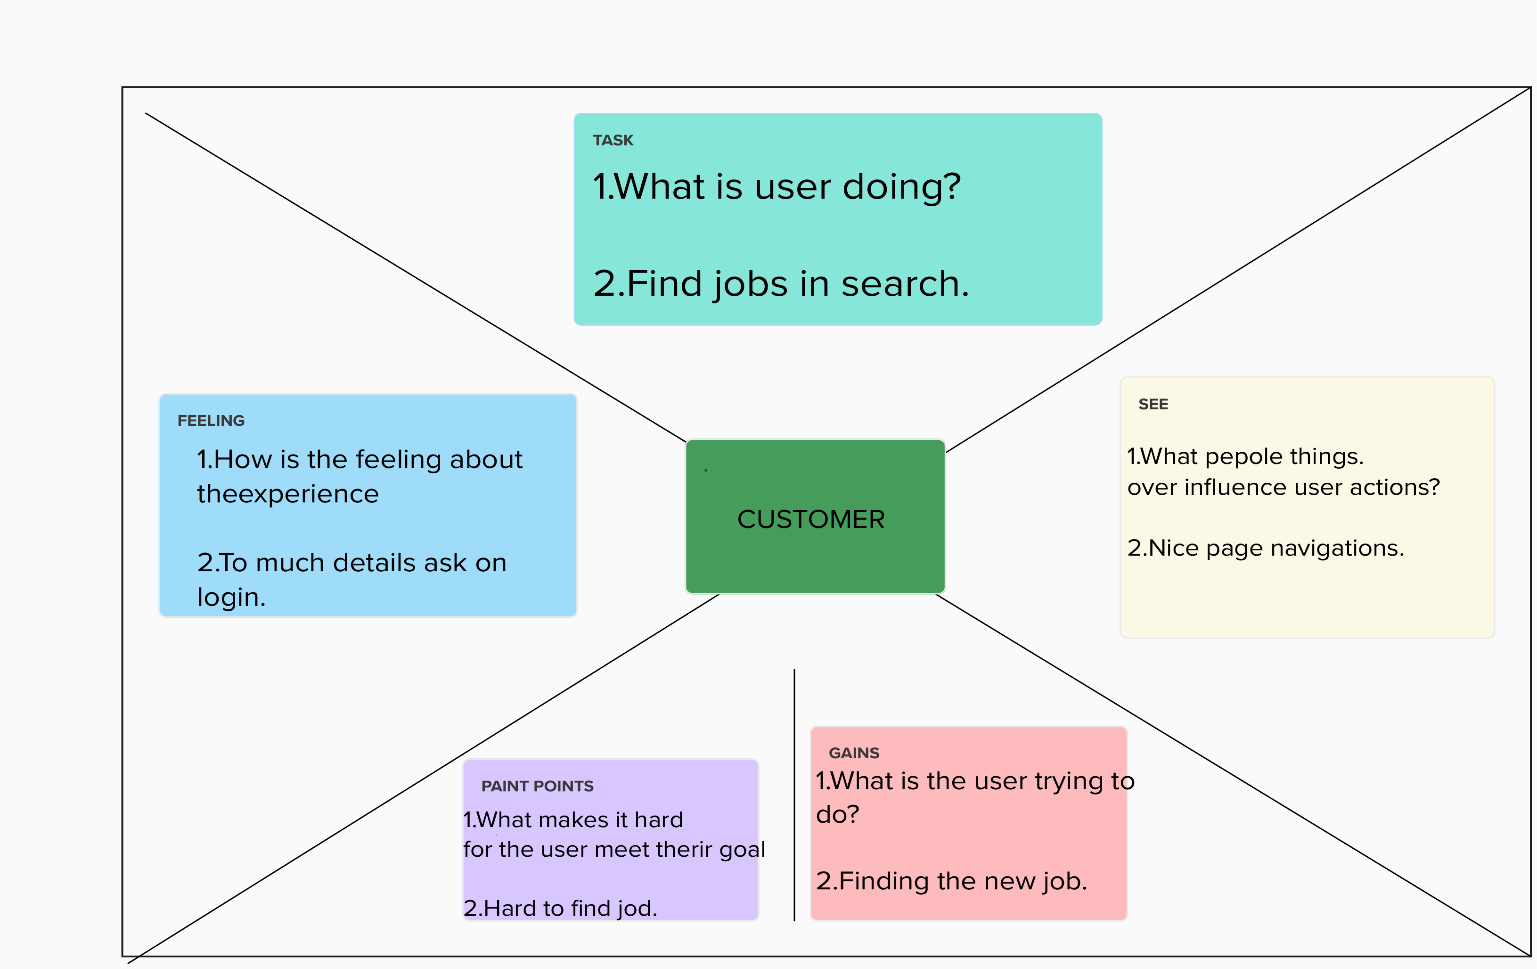 TASK
1.What is user doing?
2.Find jobs in search.
FEELING
1.How is the feeling about
theexperience
2.To much details ask on
login.
CUSTOMER
SEE
1.What pepole things.
over influence user actions?
2.Nice page navigations.
PAINT POINTS
1.What makes it hard
for the user meet therir goal
2.Hard to find jod.
GAINS
1.What is the user trying to
do?
2.Finding the new job.